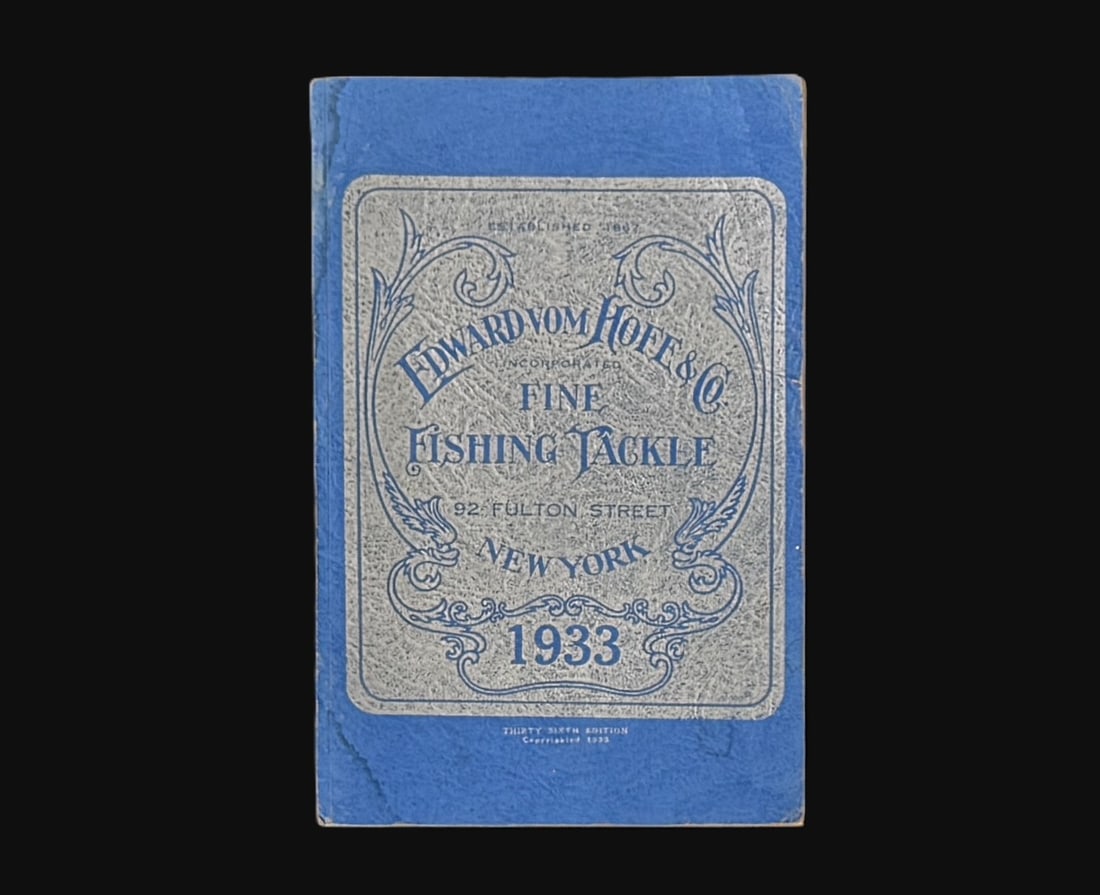 ESTABLISHED 1867
EDWARD VOM HOFE & CO.
INCORPORATED
FINE
FISHING TACKLE
92 FULTON STREET
NEW YORK
1933
THIRTY SIXTH EDITION
Copyrighted 1933